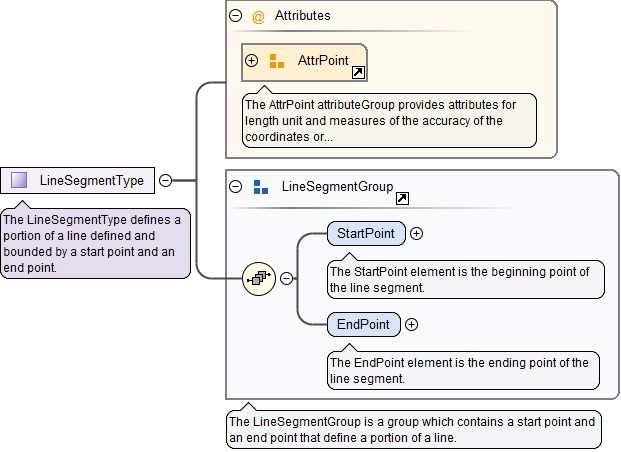 Attributes
AttrPoint
The AttrPoint attributeGroup provides attributes for
length unit and measures of the accuracy of the
coordinates or...
LineSegmentType
The LineSegmentType defines a
portion of a line defined and
bounded by a start point and an
end point.
LineSegmentGroup
StartPoint
The StartPoint element is the beginning point of
the line segment.
EndPoint
The EndPoint element is the ending point of the
line segment.
The LineSegmentGroup is a group which contains a start point and
an end point that define a portion of a line.